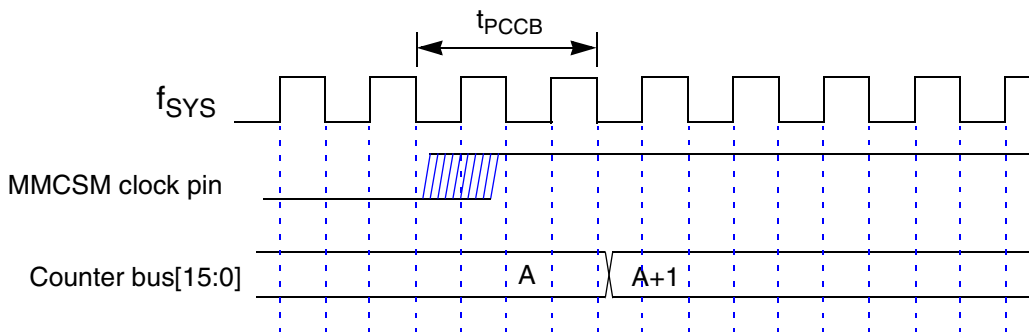 tPCCB
fSYS
MMCSM clock pin
Counter bus[15:0]
A
A+1